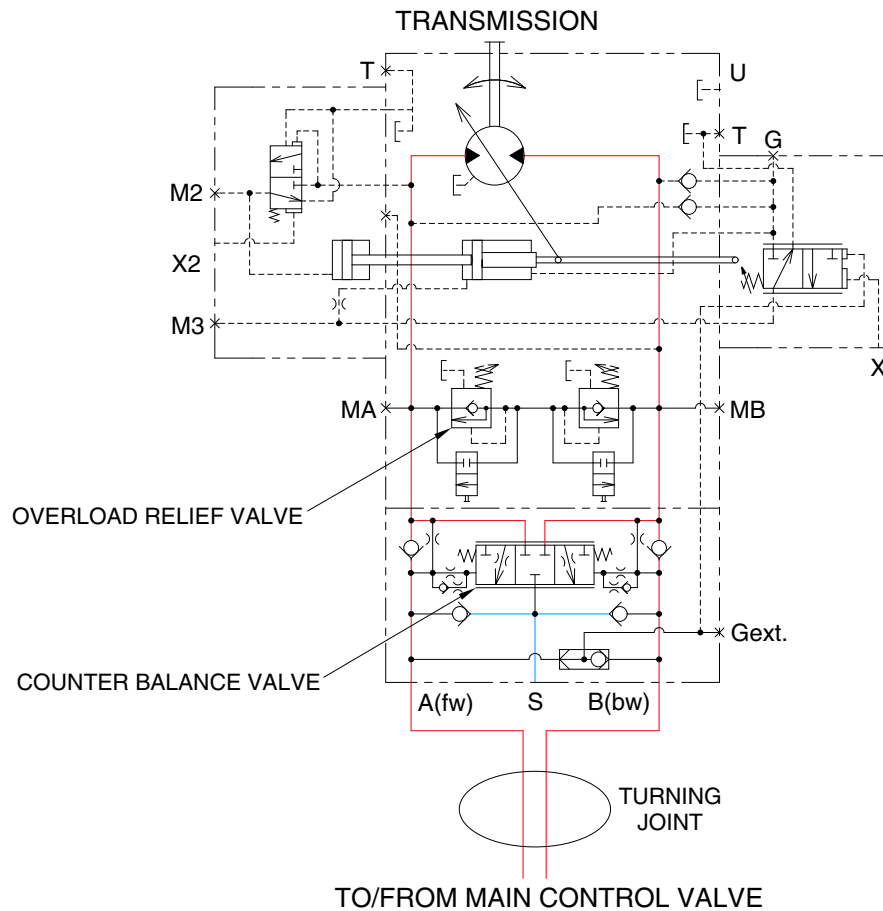 TRANSMISSION
T
U
T
G
M2
X2
M3
X
MA
MB
OVERLOAD RELIEF VALVE
Gext.
COUNTER BALANCE VALVE
A(fw)
S
B(bw)
TURNING
JOINT
TO/FROM MAIN CONTROL VALVE